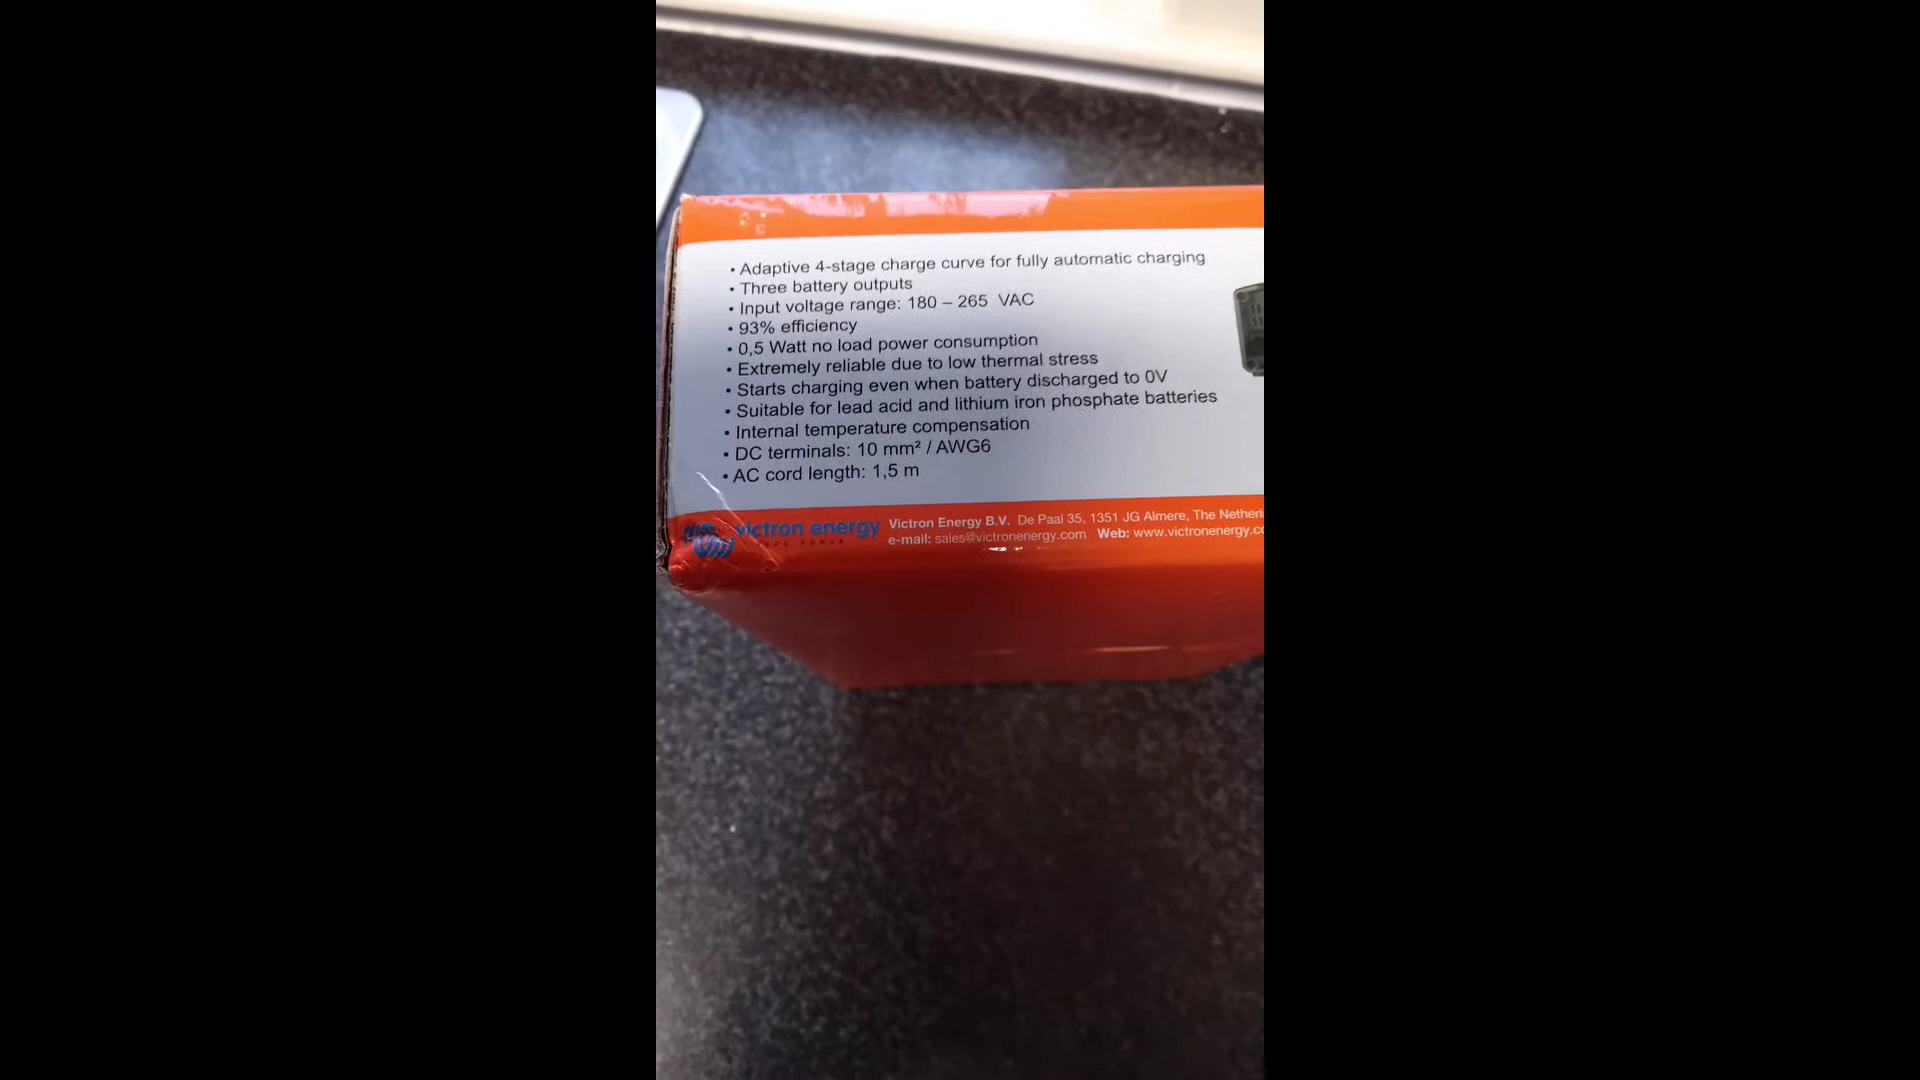 • Adaptive 4-stage charge curve for fully automatic charging
• Three battery outputs
• Input voltage range: 180 – 265 VAC
• 93% efficiency
• 0,5 Watt no load power consumption
• Extremely reliable due to low thermal stress
• Starts charging even when battery discharged to 0V
• Suitable for lead acid and lithium iron phosphate batteries
• Internal temperature compensation
• DC terminals: 10 mm² / AWG6
• AC cord length: 1,5 m
victron energy
Victron Energy B.V. De Paal 35, 1351 JG Almere, The Netherl
e-mail: sales@victronenergy.com Web: www.victronenergy.co